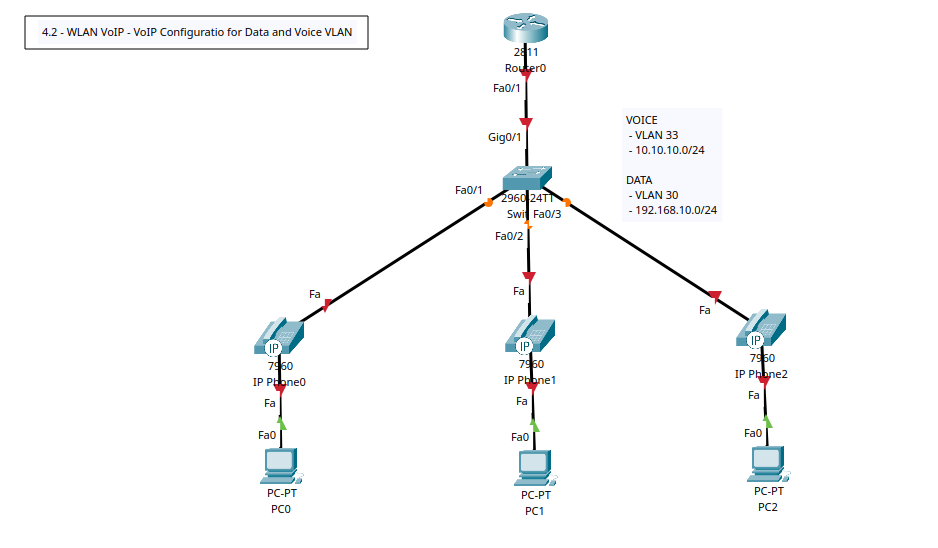 4.2 - WLAN VoIP - VoIP Configuratio for Data and Voice VLAN
2811
Router0
Fa0/1
Gig0/1
VOICE
- VLAN 33
- 10.10.10.0/24
DATA
- VLAN 30
- 192.168.10.0/24
Fa0/1
2960-24TT
Swit
Fa0/3
Fa0/2
Fa
Fa
Fa
IP
7960
IP Phone0
IP
7960
IP Phone1
IP
7960
IP Phone2
Fa
Fa
Fa
Fa0
Fa0
Fa0
PC-PT
PC0
PC-PT
PC1
PC-PT
PC2